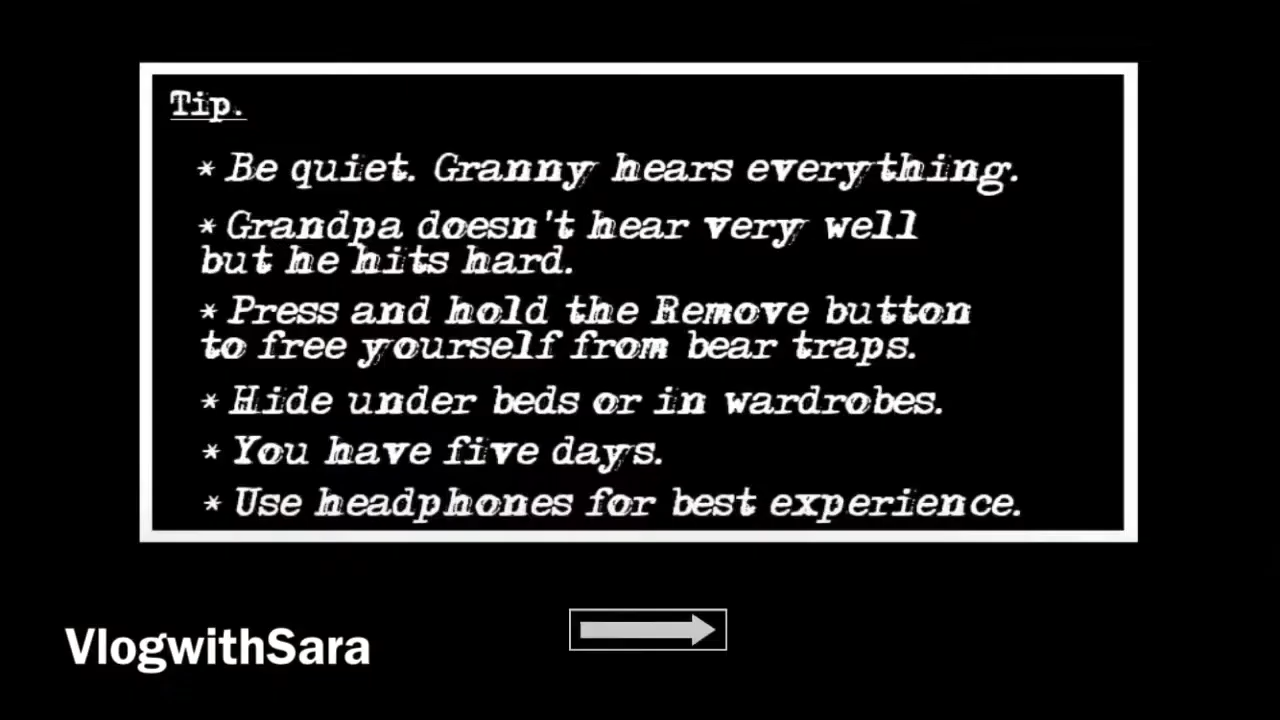 Tip.
* Be quiet. Granny hears everything.
* Grandpa doesn't hear very well
but he hits hard.
* Press and hold the Remove button
to free yourself from bear traps.
* Hide under beds or in wardrobes.
* You have five days.
* Use headphones for best experience.
VlogwithSara